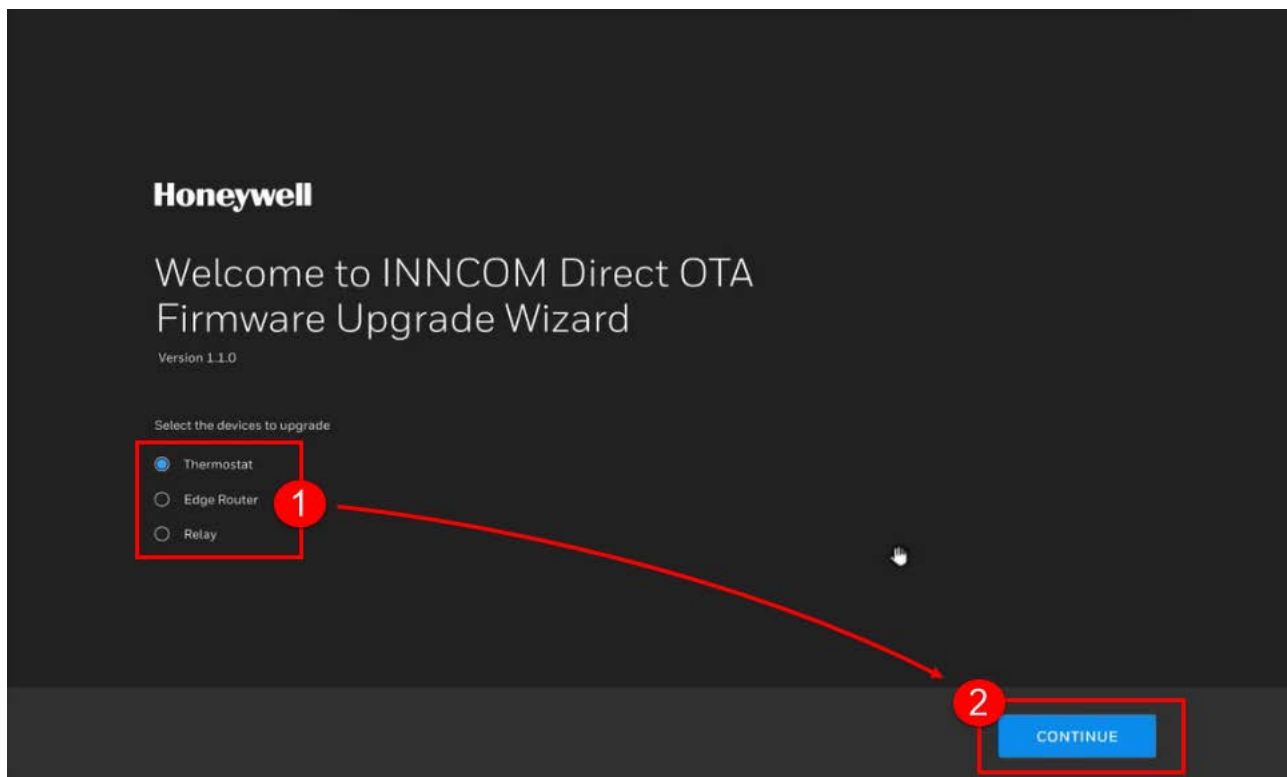 Honeywell
Welcome to INNCOM Direct OTA
Firmware Upgrade Wizard
Version 1.1.0
Select the devices to upgrade
Thermostat
Edge Router
1
Relay
2
CONTINUE